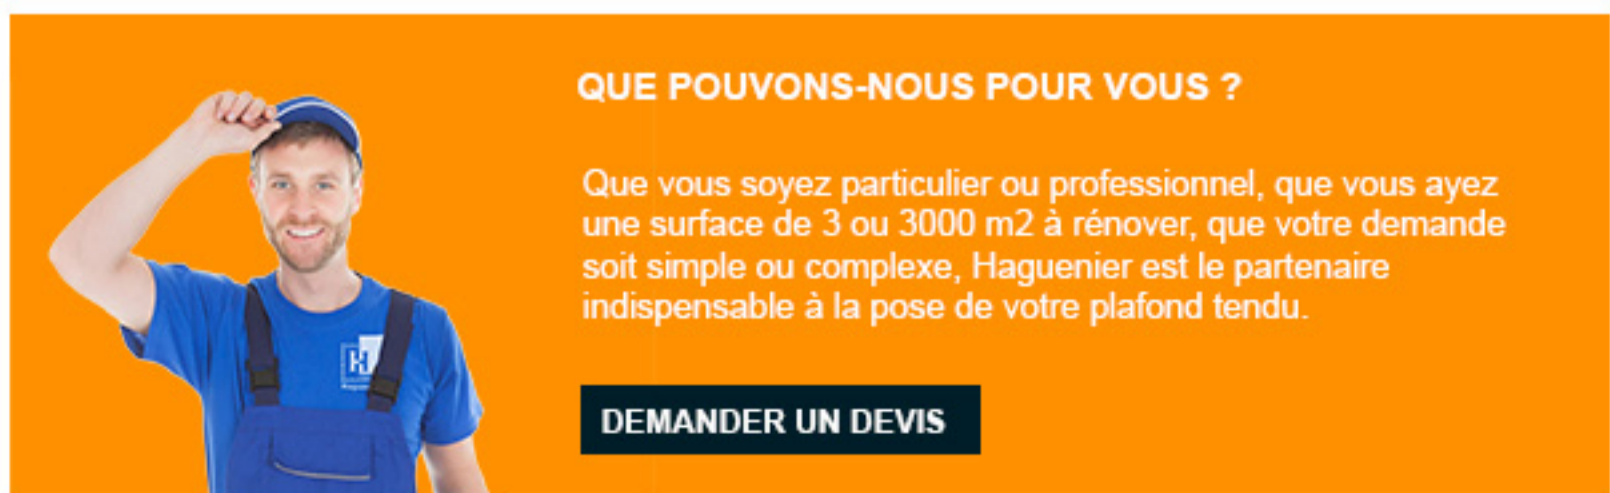 QUE POUVONS-NOUS POUR VOUS ?
Que vous soyez particulier ou professionnel, que vous ayez
une surface de 3 ou 3000 m2 à rénover, que votre demande
soit simple ou complexe, Haguenier est le partenaire
indispensable à la pose de votre plafond tendu.
DEMANDER UN DEVIS